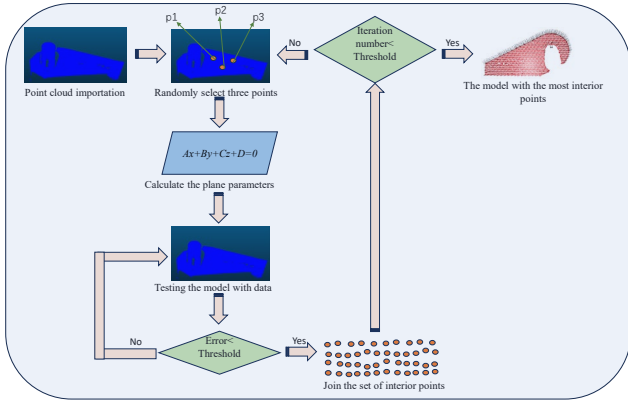 p1
p2
p3
Point cloud importation
Randomly select three points
No
Iteration
number<
Threshold
Yes
The model with the most interior
points
Ax+By+Cz+D=0
Calculate the plane parameters
Testing the model with data
No
Error<
Threshold
Yes
Join the set of interior points